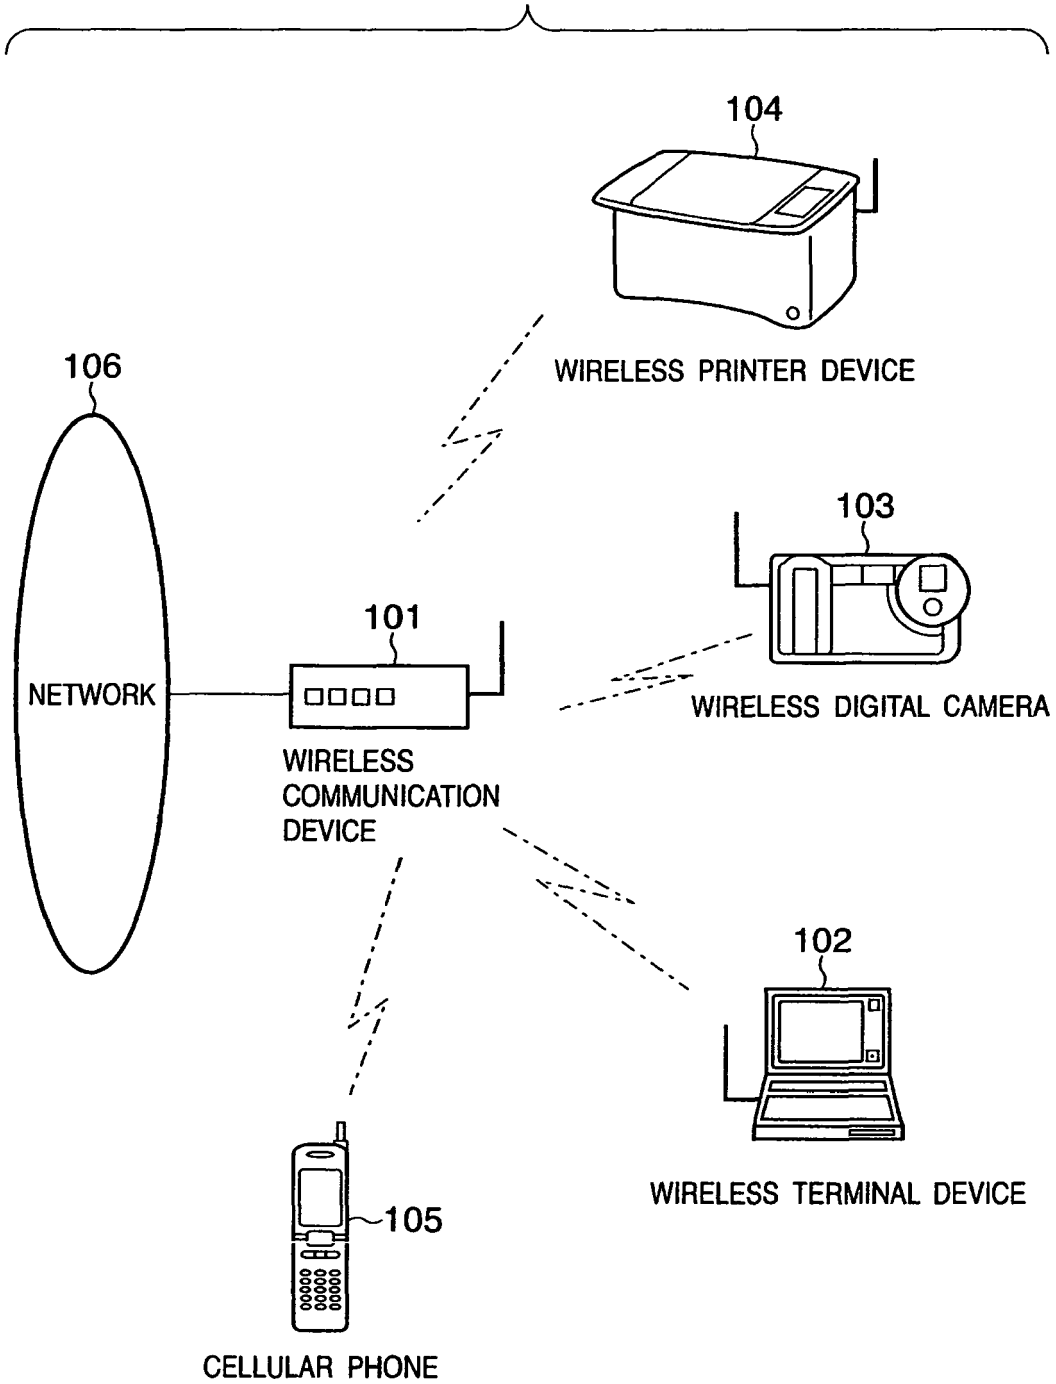 104
WIRELESS PRINTER DEVICE
106
103
101
NETWORK
WIRELESS DIGITAL CAMERA
WIRELESS
COMMUNICATION
DEVICE
102
WIRELESS TERMINAL DEVICE
105
CELLULAR PHONE